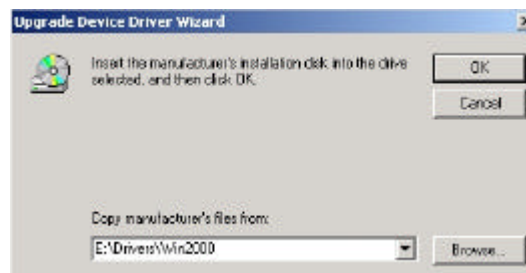 Upgrade Device Driver Wizard
Insert the manufacturer's installation disk into the drive
selected, and then click OK.
OK
Cancel
Copy manufacturer's files from:
E:\Drivers\Win2000
Browse...